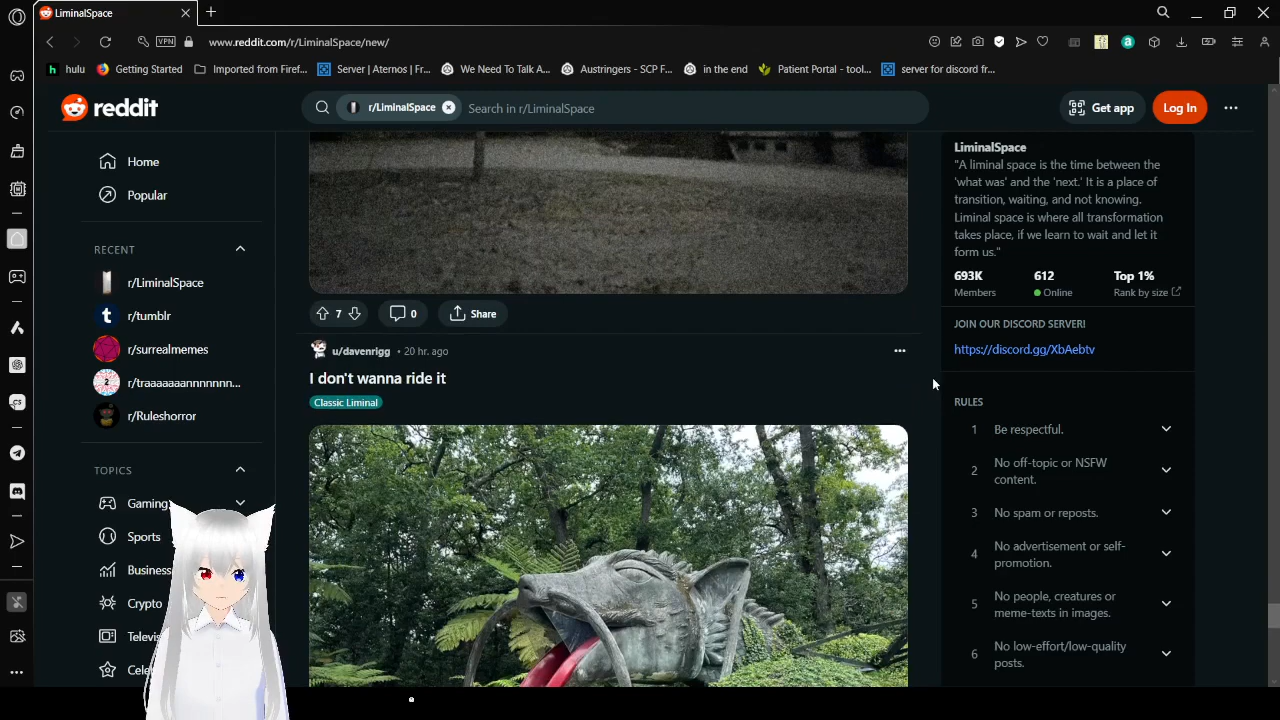 LiminalSpace
www.reddit.com/r/LiminalSpace/new/
VPN
hulu
Getting Started
Imported from Firef...
Server | Aternos | Fr...
We Need To Talk A...
Austringers - SCP F...
in the end
Patient Portal - tool...
server for discord fr...
reddit
r/LiminalSpace
Search in r/LiminalSpace
Get app
Log In
Home
Popular
RECENT
r/LiminalSpace
r/tumblr
r/surrealmemes
r/traaaaaaannnnnnn...
r/Ruleshorror
TOPICS
Gaming
Sports
Business
Crypto
Televis
Cele
7
0
Share
u/davenrigg • 20 hr. ago
I don't wanna ride it
Classic Liminal
LiminalSpace
"A liminal space is the time between the
'what was' and the 'next.' It is a place of
transition, waiting, and not knowing.
Liminal space is where all transformation
takes place, if we learn to wait and let it
form us."
693K
Members
612
Online
Top 1%
Rank by size
JOIN OUR DISCORD SERVER!
https://discord.gg/XbAebtv
RULES
1 Be respectful.
2 No off-topic or NSFW
content.
3 No spam or reposts.
4 No advertisement or self-
promotion.
5 No people, creatures or
meme-texts in images.
6 No low-effort/low-quality
posts.